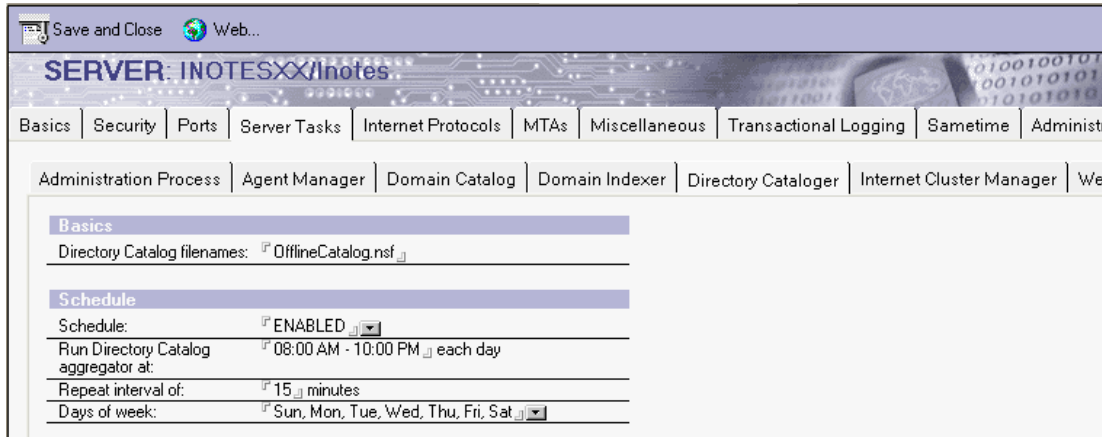 Save and Close Web...
SERVER: INOTESXX/Inotes
Basics Security Ports Server Tasks Internet Protocols MTAs Miscellaneous Transactional Logging Sametime Administ
Administration Process Agent Manager Domain Catalog Domain Indexer Directory Cataloger Internet Cluster Manager We
Basics
Directory Catalog filenames: OfflineCatalog.nsf
Schedule
Schedule: ENABLED
Run Directory Catalog aggregator at: 08:00 AM - 10:00 PM each day
Repeat interval of: 15 minutes
Days of week: Sun, Mon, Tue, Wed, Thu, Fri, Sat